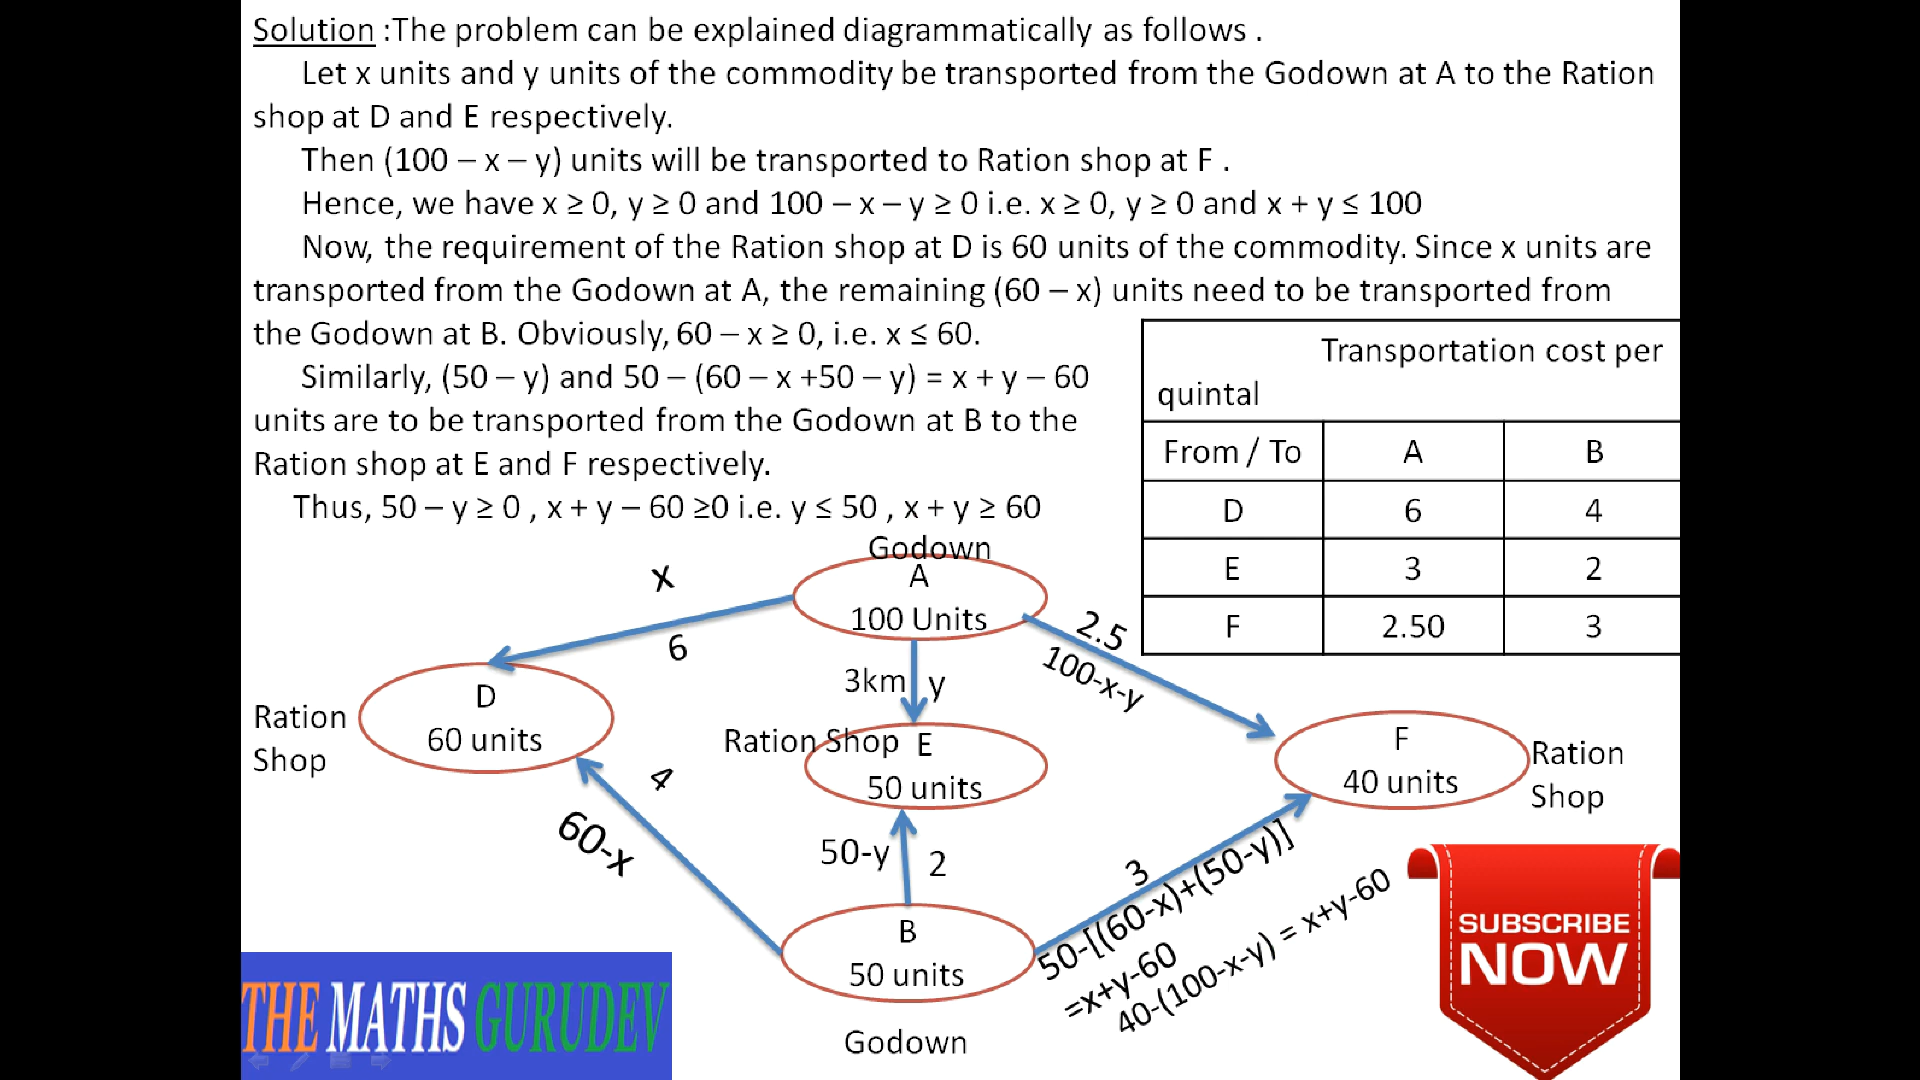 Solution :The problem can be explained diagrammatically as follows .
Let x units and y units of the commodity be transported from the Godown at A to the Ration
shop at D and E respectively.
Then (100 – x – y) units will be transported to Ration shop at F .
Hence, we have x ≥ 0, y ≥ 0 and 100 – x – y ≥ 0 i.e. x ≥ 0, y ≥ 0 and x + y ≤ 100
Now, the requirement of the Ration shop at D is 60 units of the commodity. Since x units are
transported from the Godown at A, the remaining (60 – x) units need to be transported from
the Godown at B. Obviously, 60 – x ≥ 0, i.e. x ≤ 60.
Similarly, (50 – y) and 50 – (60 – x +50 – y) = x + y – 60
units are to be transported from the Godown at B to the
Ration shop at E and F respectively.
Thus, 50 – y ≥ 0 , x + y – 60 ≥0 i.e. y ≤ 50 , x + y ≥ 60
Transportation cost per
quintal
From / To A B
D 6 4
E 3 2
F 2.50 3
Godown
A
100 Units
x
6
3km y
2.5
100-x-y
Ration
Shop
D
60 units
Ration Shop E
50 units
F
40 units
Ration
Shop
4
60-x
50-y 2
3
50-[(60-x)+(50-y)]
=x+y-60
40-(100-x-y) = x+y-60
B
50 units
Godown
THE MATHS GURUDEV
SUBSCRIBE
NOW